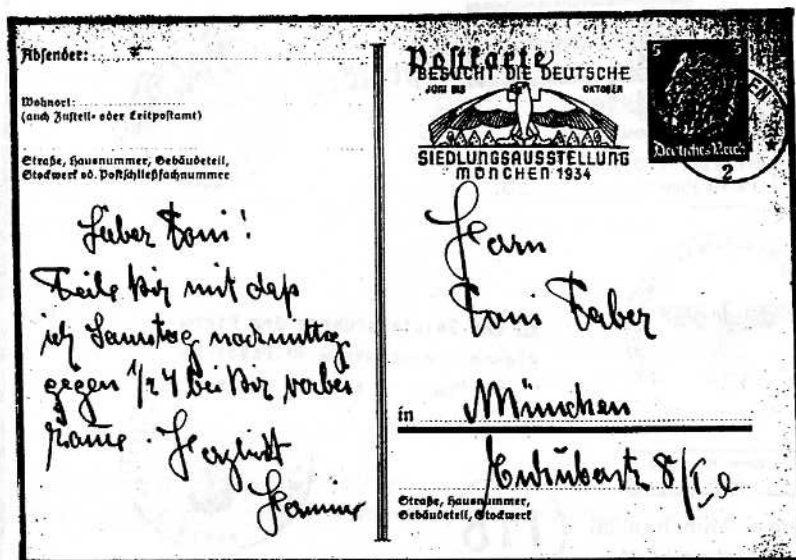 Absender:
Wohnort:
(auch Zustell- oder Leitpostamt)
Straße, Hausnummer, Gebäudeteil,
Stockwerk od. Postschließfachnummer
Lieber Toni!
Teile Dir mit daß
ich Samstag nachmittag
gegen 1/2 4 bei Dir vorbei
komme. Herzlichst
Postkarte
BESUCHT DIE DEUTSCHE
JUNI BIS OKTOBER
SIEDLUNGSAUSSTELLUNG
MÜNCHEN 1934
5 5
Deutsches Reich
2
Herrn
Toni
in München
8/I
Straße, Hausnummer,
Gebäudeteil, Stockwerk